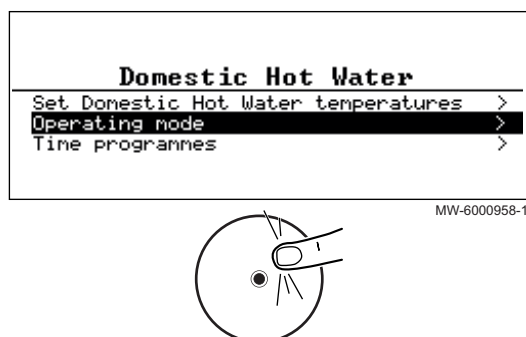 Domestic Hot Water
Set Domestic Hot Water temperatures >
Operating mode >
Time programmes >
MW-6000958-1